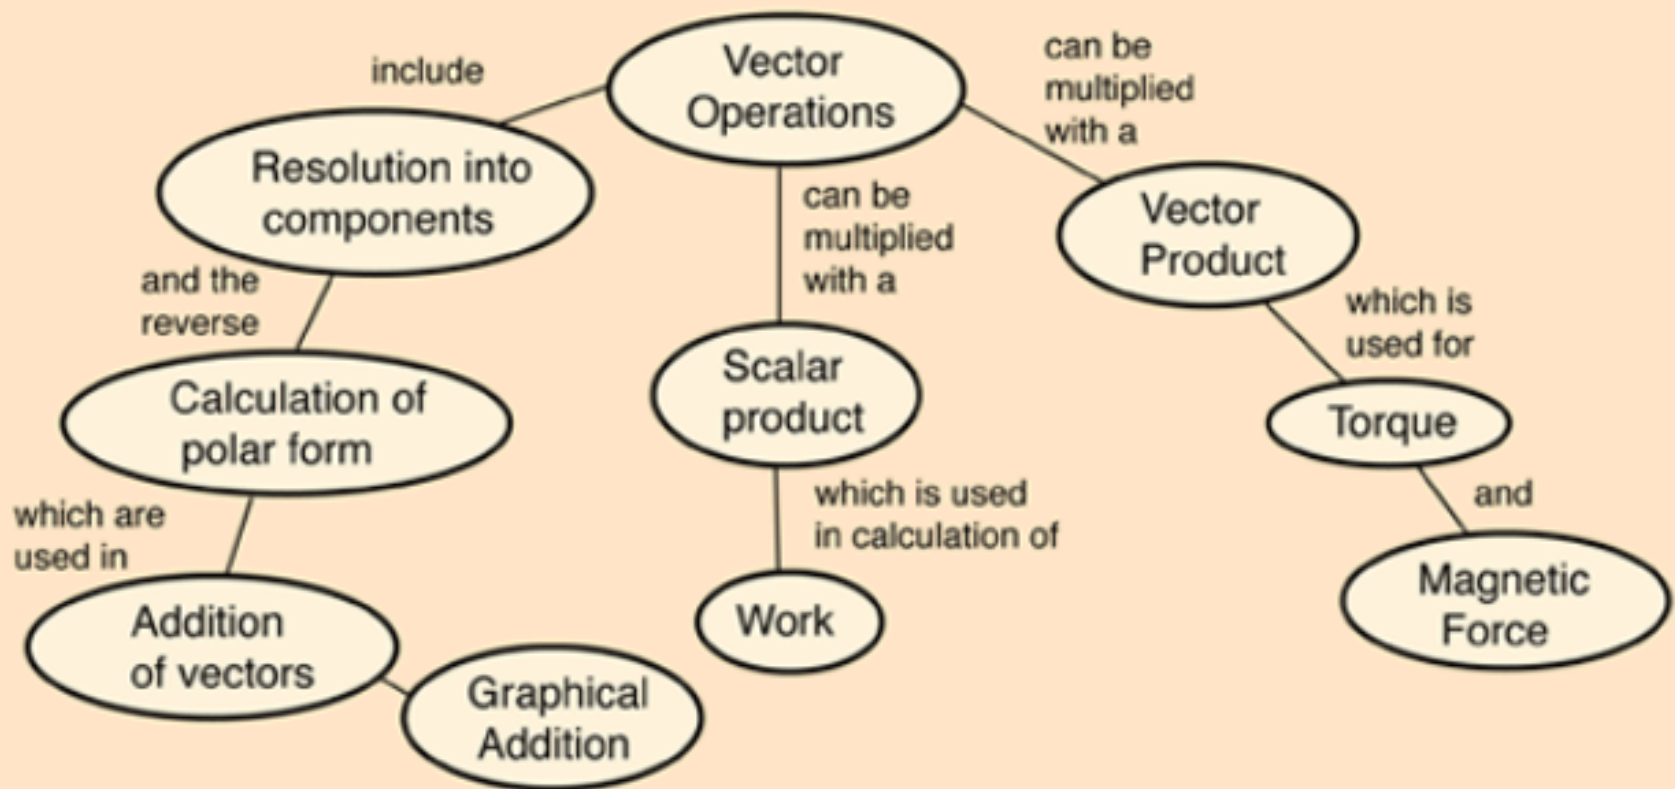 Vector
Operations
include
can be
multiplied
with a
Resolution into
components
can be
multiplied
with a
Vector
Product
and the
reverse
which is
used for
Calculation of
polar form
Scalar
product
Torque
which are
used in
which is used
in calculation of
and
Addition
of vectors
Work
Magnetic
Force
Graphical
Addition